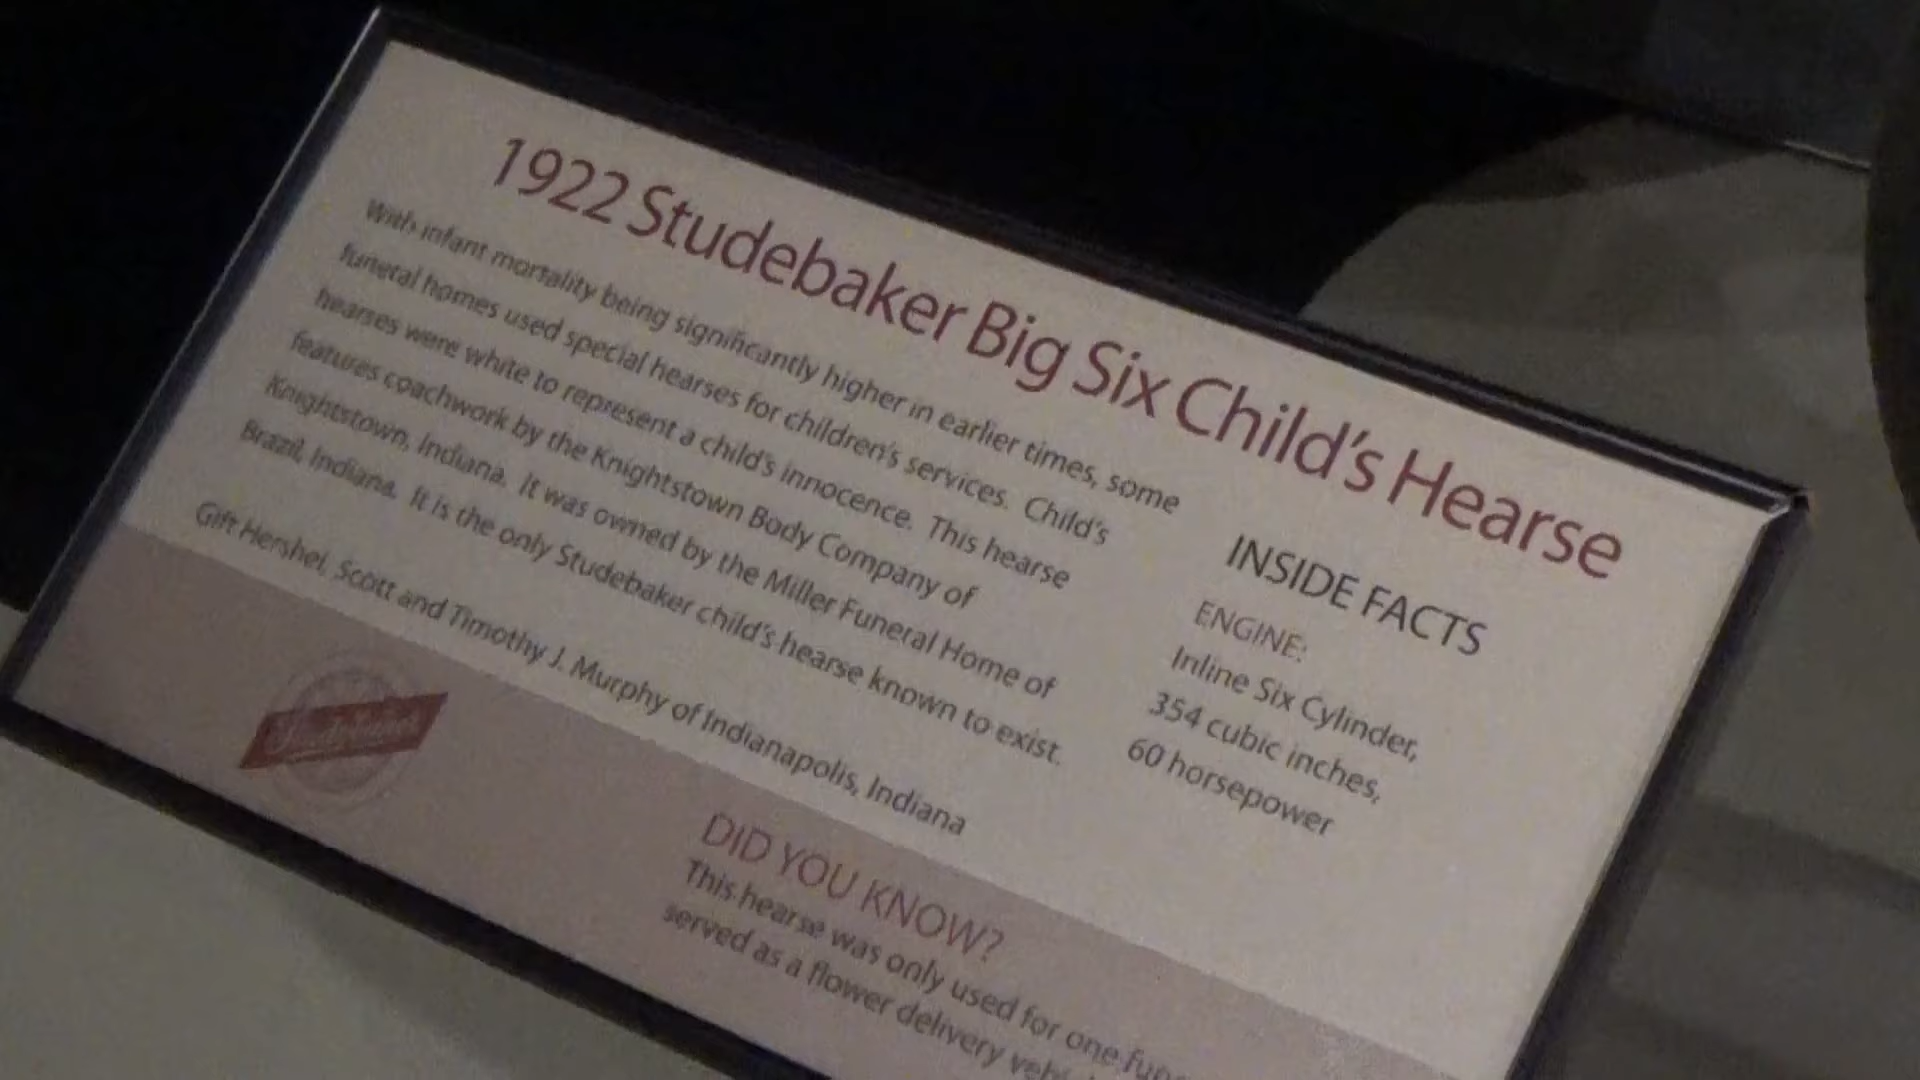 1922 Studebaker Big Six Child's Hearse
With infant mortality being significantly higher in earlier times, some
funeral homes used special hearses for children's services. Child's
hearses were white to represent a child's innocence. This hearse
features coachwork by the Knightstown Body Company of
Knightstown, Indiana. It was owned by the Miller Funeral Home of
Brazil, Indiana. It is the only Studebaker child's hearse known to exist.
Gift Hershel, Scott and Timothy J. Murphy of Indianapolis, Indiana
INSIDE FACTS
ENGINE:
Inline Six Cylinder,
354 cubic inches,
60 horsepower
Studebaker
DID YOU KNOW?
This hearse was only used for one
served as a flower delivery